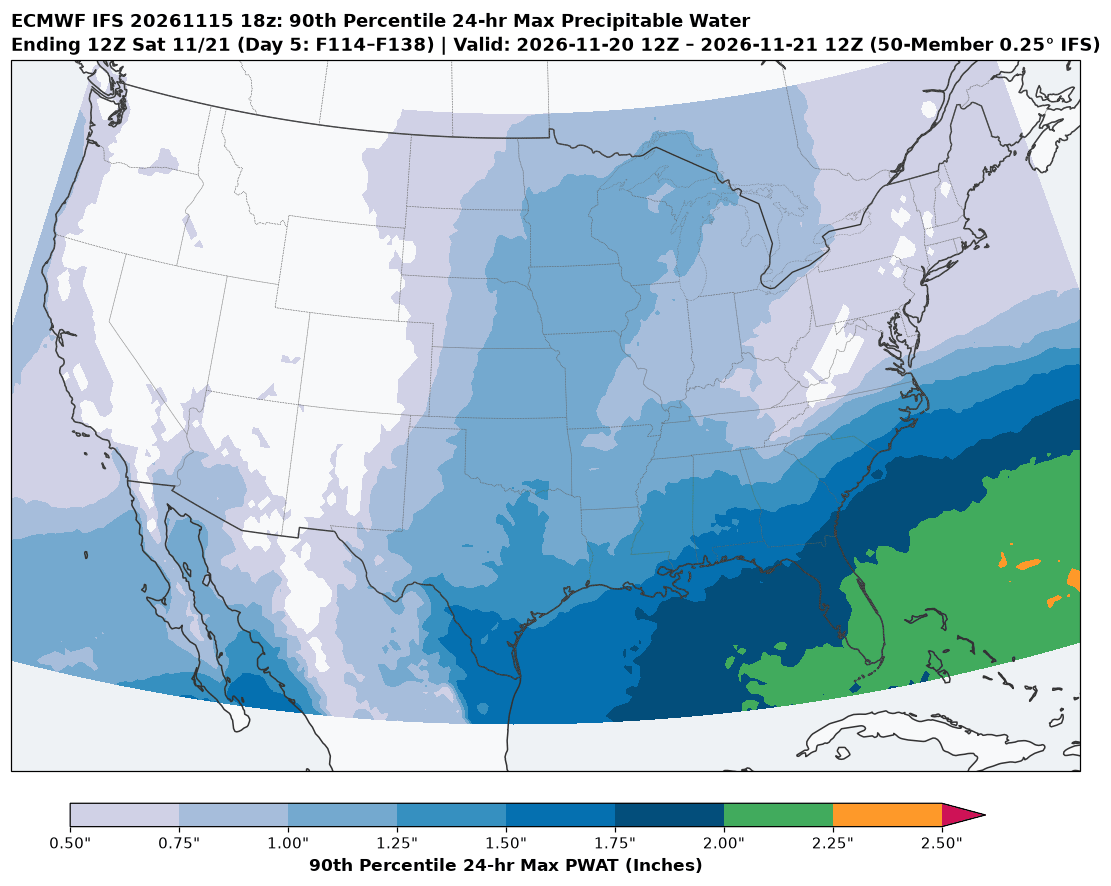 ECMWF IFS 20261115 18z: 90th Percentile 24-hr Max Precipitable Water
Ending 12Z Sat 11/21 (Day 5: F114–F138) | Valid: 2026-11-20 12Z – 2026-11-21 12Z (50-Member 0.25° IFS)
0.50" 0.75" 1.00" 1.25" 1.50" 1.75" 2.00" 2.25" 2.50"
90th Percentile 24-hr Max PWAT (Inches)